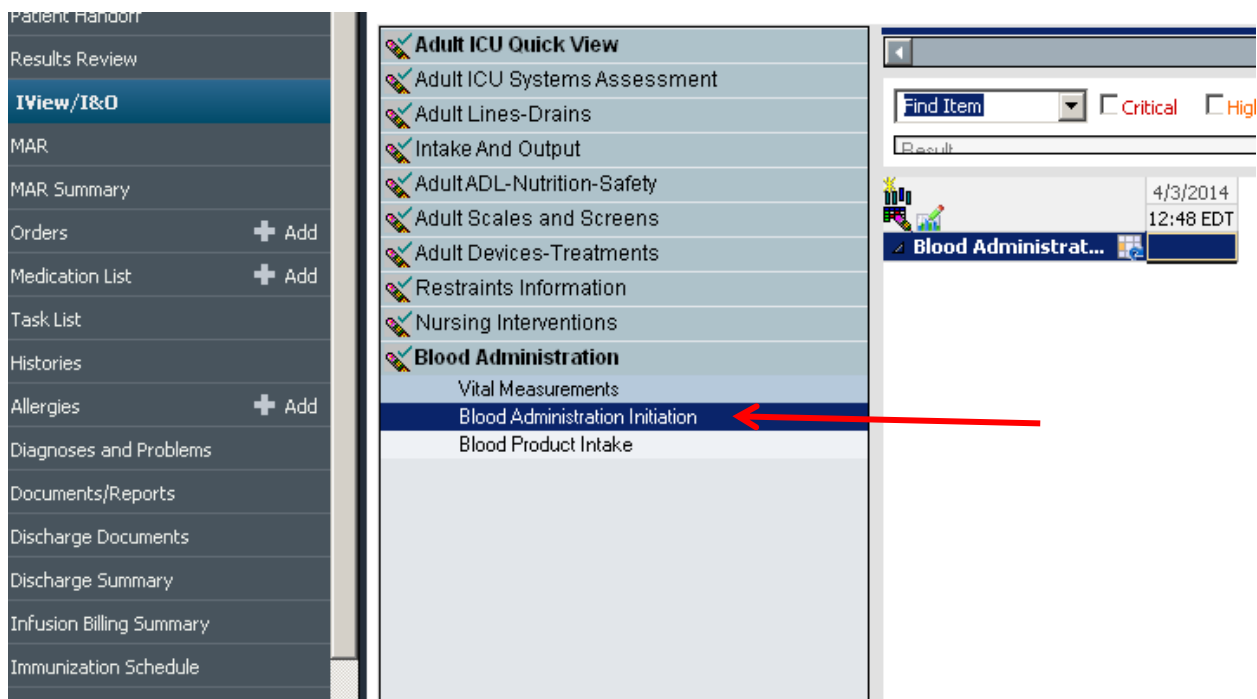 Patient Handoff
Results Review
IView/I&O
MAR
MAR Summary
Orders + Add
Medication List + Add
Task List
Histories
Allergies + Add
Diagnoses and Problems
Documents/Reports
Discharge Documents
Discharge Summary
Infusion Billing Summary
Immunization Schedule
Adult ICU Quick View
Adult ICU Systems Assessment
Adult Lines-Drains
Intake And Output
Adult ADL-Nutrition-Safety
Adult Scales and Screens
Adult Devices-Treatments
Restraints Information
Nursing Interventions
Blood Administration
Vital Measurements
Blood Administration Initiation
Blood Product Intake
Find Item Critical High
Result
4/3/2014
12:48 EDT
Blood Administrat...